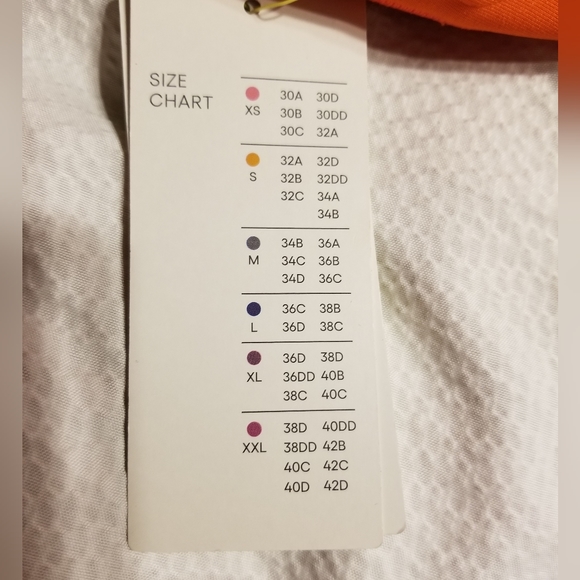 SIZE
CHART
XS
30A 30D
30B 30DD
30C 32A
S
32A 32D
32B 32DD
32C 34A
34B
M
34B 36A
34C 36B
34D 36C
L
36C 38B
36D 38C
XL
36D 38D
36DD 40B
38C 40C
XXL
38D 40DD
38DD 42B
40C 42C
40D 42D